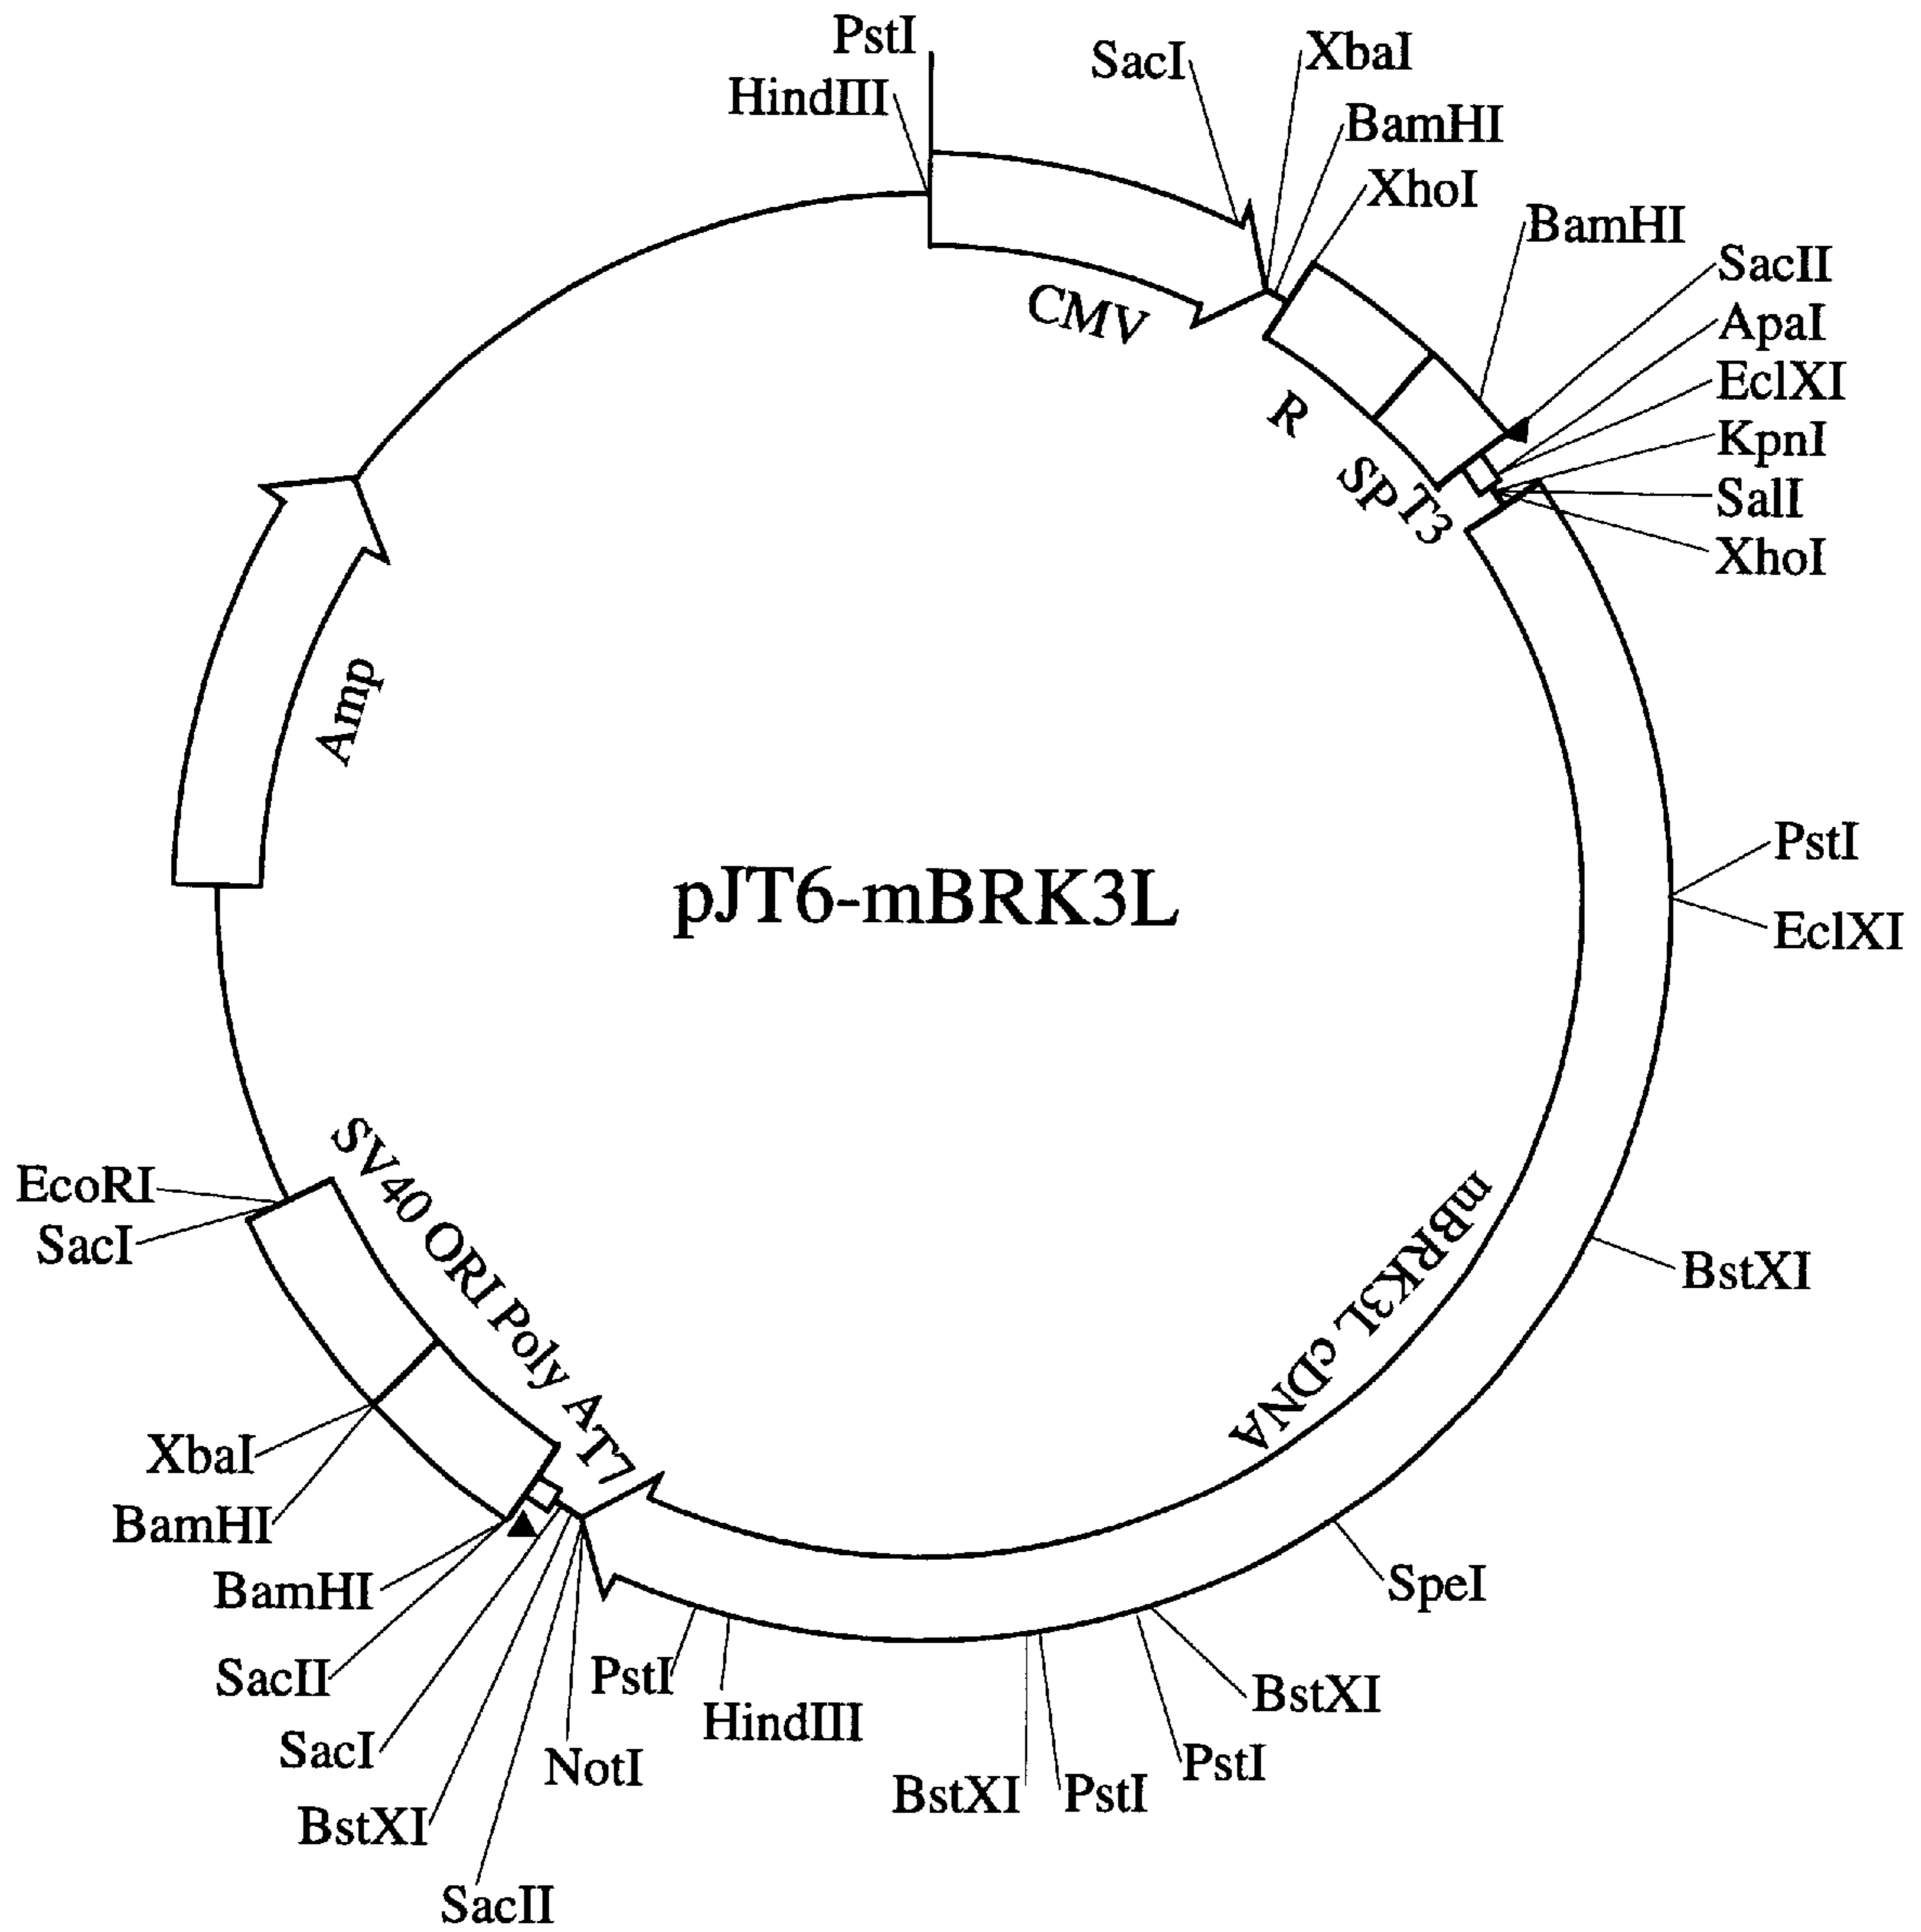 PstI
HindIII
SacI
XbaI
BamHI
XhoI
BamHI
SacII
ApaI
EclXI
KpnI
SalI
XhoI
CMV
R
SP
T3
Amp
pJT6-mBRK3L
PstI
EclXI
BstXI
mBRK3L cDNA
SpeI
BstXI
PstI
PstI
BstXI
HindIII
PstI
NotI
SacII
BstXI
SacI
SacII
BamHI
BamHI
XbaI
SacI
EcoRI
SV40 ORI
Poly A
T7